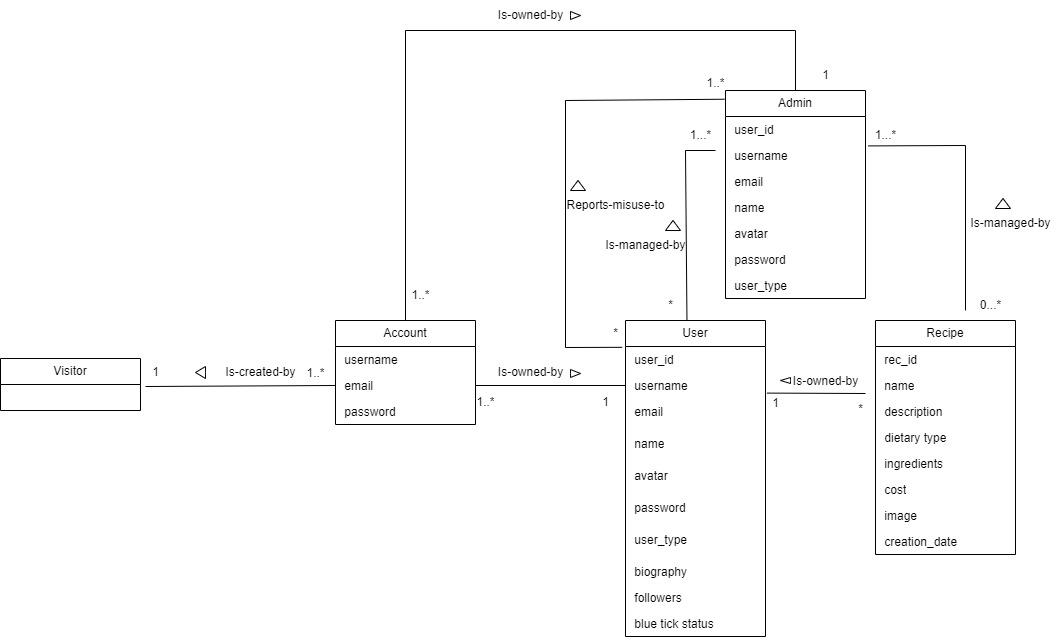 Is-owned-by
1
1..*
Admin
user_id
username
email
name
avatar
password
user_type
1...*
1...*
Reports-misuse-to
Is-managed-by
Is-managed-by
1..*
*
*
0...*
Account
username
email
password
User
user_id
username
email
name
avatar
password
user_type
biography
followers
blue tick status
Recipe
rec_id
name
description
dietary type
ingredients
cost
image
creation_date
Visitor
1
Is-created-by
1..*
Is-owned-by
1..*
1
Is-owned-by
1
*